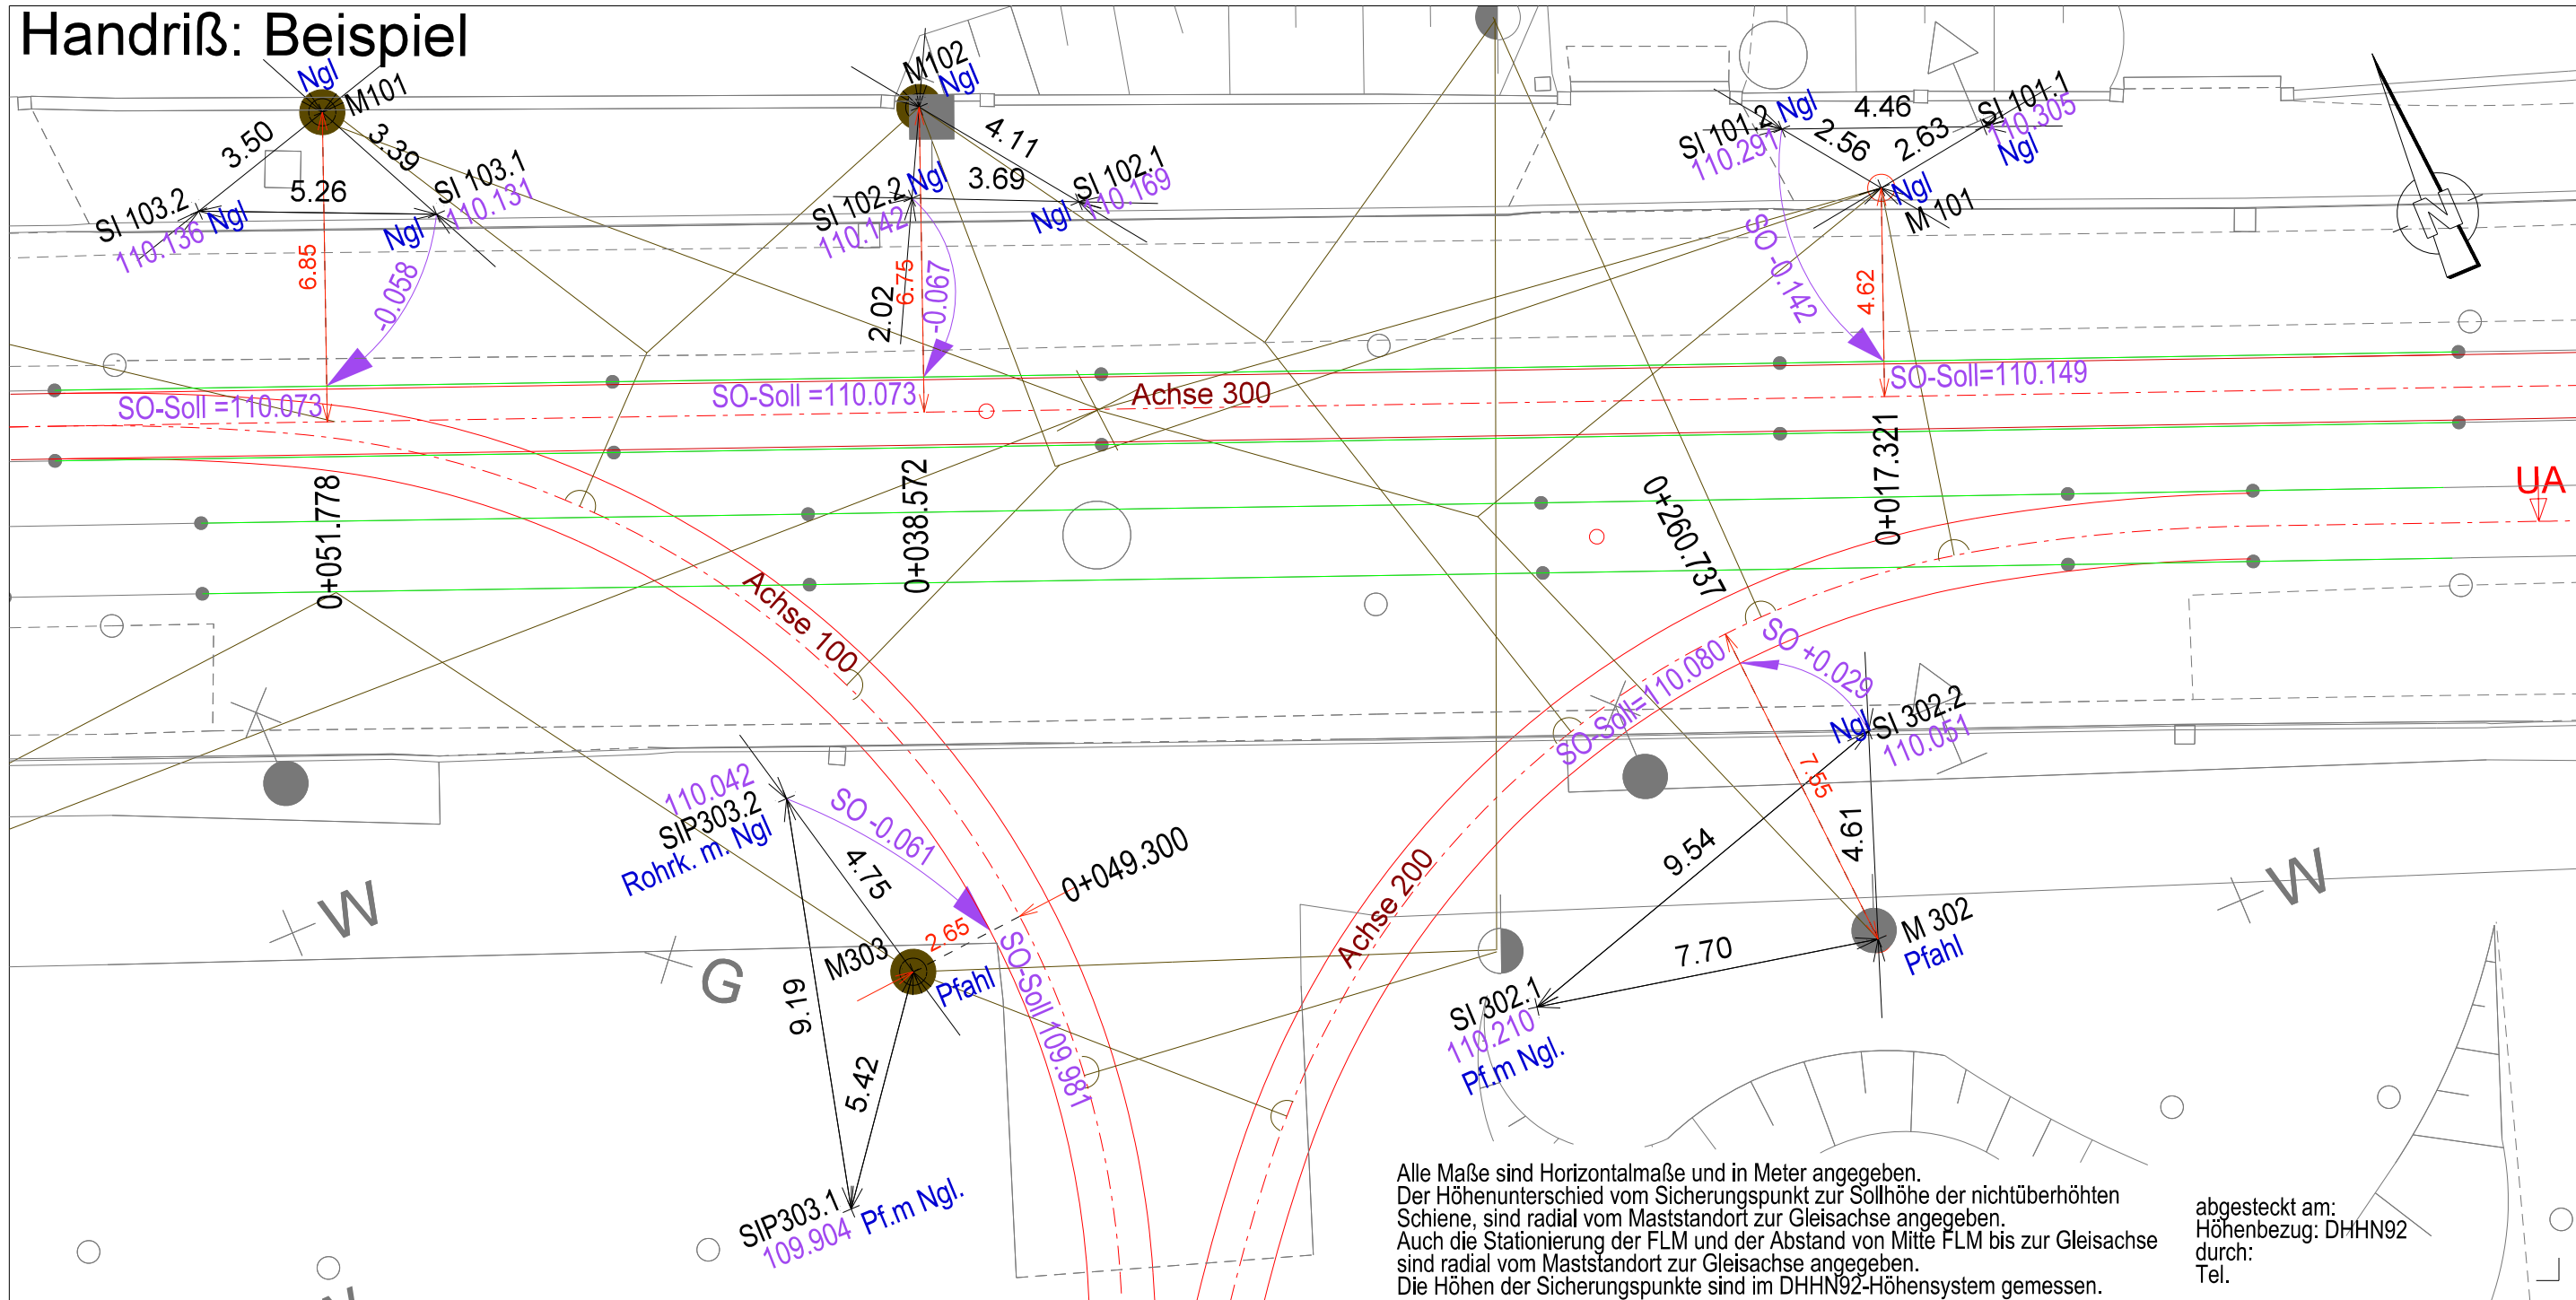 Handriß: Beispiel
Ngl
M101
3.50
3.39
5.26
SI 103.2
110.136
Ngl
SI 103.1
110.131
Ngl
6.85
-0.058
SO-Soll =110.073
0+051.778
M102
Ngl
4.11
3.69
SI 102.2
110.142
Ngl
SI 102.1
110.169
Ngl
2.02
6.75
-0.067
SO-Soll =110.073
0+038.572
Achse 300
SI 101.2
110.291
Ngl
4.46
2.56
2.63
SI 101.1
110.305
Ngl
Ngl
M 101
SO -0.142
4.62
SO-Soll=110.149
0+017.321
N
UA
Achse 100
0+260.737
SO-Soll=110.080
SO +0.029
Ngl
SI 302.2
110.051
7.55
4.61
9.54
7.70
M 302
Pfahl
SI 302.1
110.210
Pf.m Ngl.
Achse 200
110.042
SIP303.2
Rohrk. m. Ngl
SO -0.061
4.75
0+049.300
2.65
M303
Pfahl
SO-Soll 109.981
9.19
5.42
SIP303.1
109.904
Pf.m Ngl.
W
G
W
Alle Maße sind Horizontalmaße und in Meter angegeben.
Der Höhenunterschied vom Sicherungspunkt zur Sollhöhe der nichtüberhöhten
Schiene, sind radial vom Maststandort zur Gleisachse angegeben.
Auch die Stationierung der FLM und der Abstand von Mitte FLM bis zur Gleisachse
sind radial vom Maststandort zur Gleisachse angegeben.
Die Höhen der Sicherungspunkte sind im DHHN92-Höhensystem gemessen.
abgesteckt am:
Höhenbezug: DHHN92
durch:
Tel.